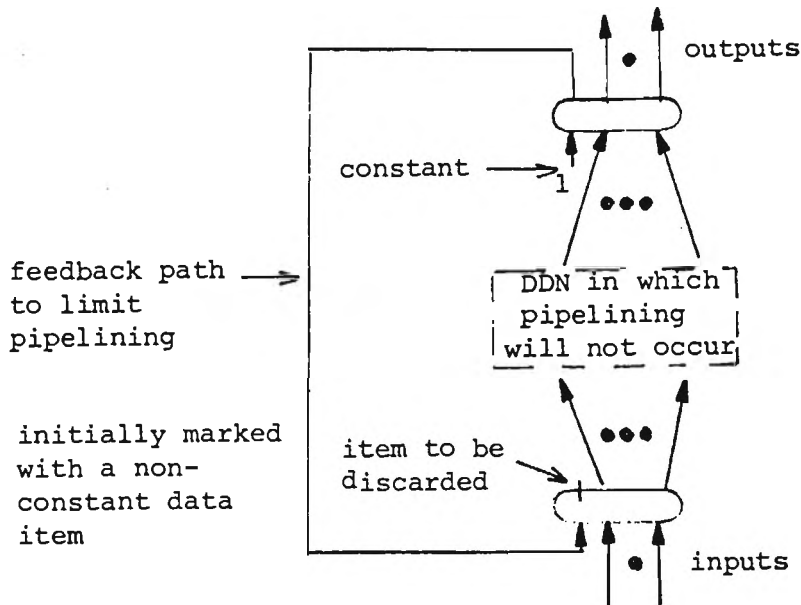 outputs
constant
1
feedback path
to limit
pipelining
DDN in which
pipelining
will not occur
initially marked
with a non-
constant data
item
item to be
discarded
inputs